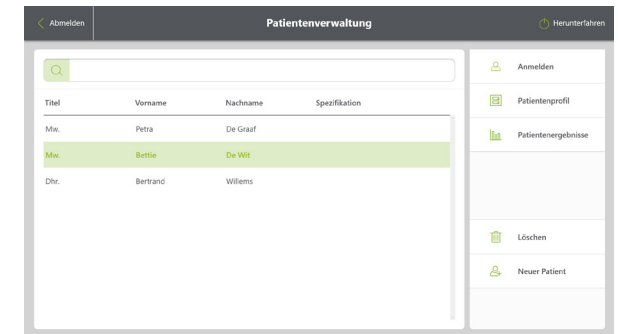 Abmelden
Patientenverwaltung
Herunterfahren
Titel Vorname Nachname Spezifikation
Mw. Petra De Graaf
Mw. Bettie De Wit
Dhr. Bertrand Willems
Anmelden
Patientenprofil
Patientenergebnisse
Löschen
Neuer Patient